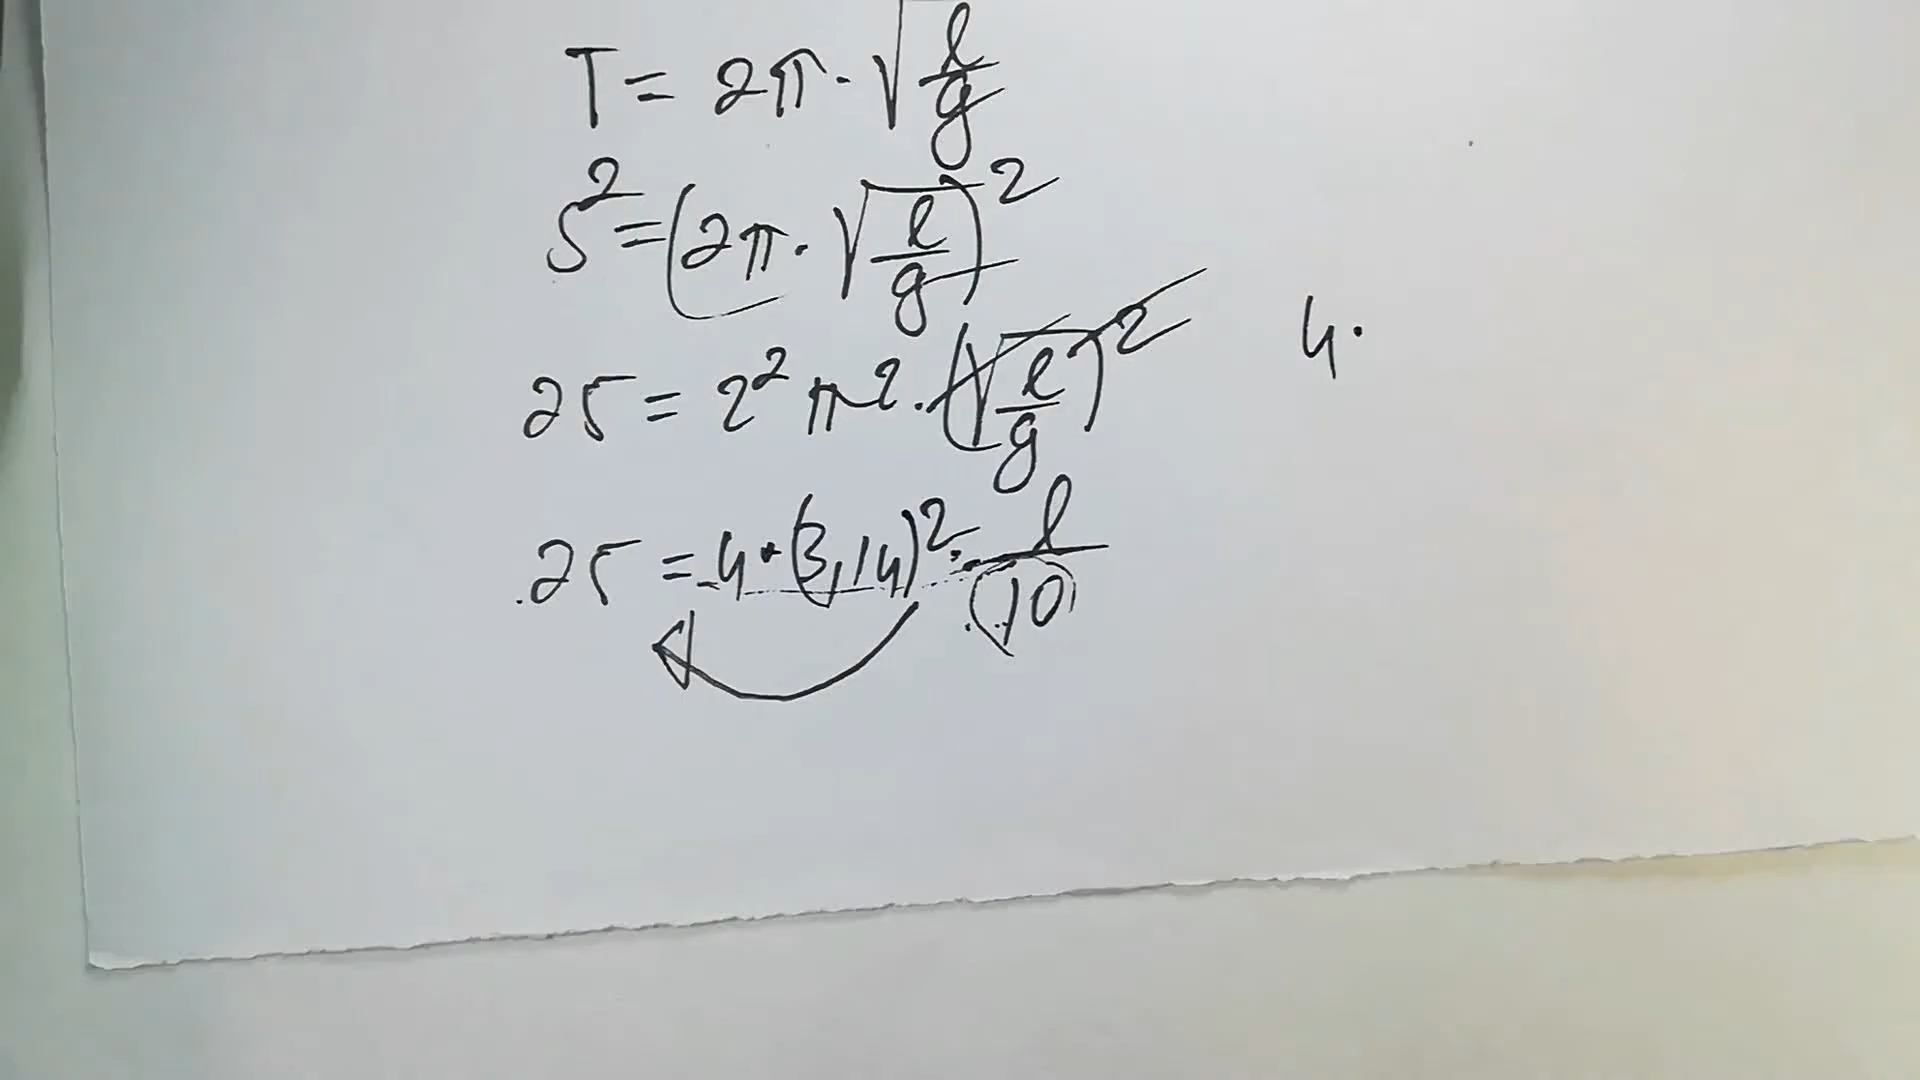 T = 2π · √(l/g)
5² = (2π · √(l/g))²
25 = 2² π² · (√(l/g))²
4 ·
25 = 4 · (3,14)² · l/10